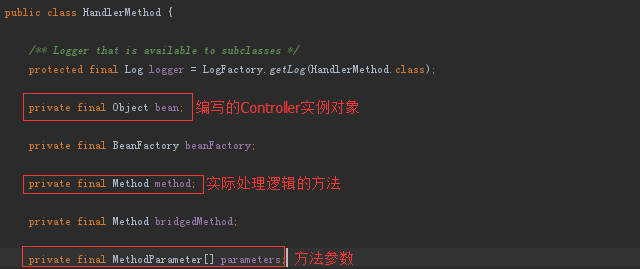 public class HandlerMethod {
/** Logger that is available to subclasses */
protected final Log logger = LogFactory.getLog(HandlerMethod.class);
private final Object bean; 编写的Controller实例对象
private final BeanFactory beanFactory;
private final Method method; 实际处理逻辑的方法
private final Method bridgedMethod;
private final MethodParameter[] parameters; 方法参数